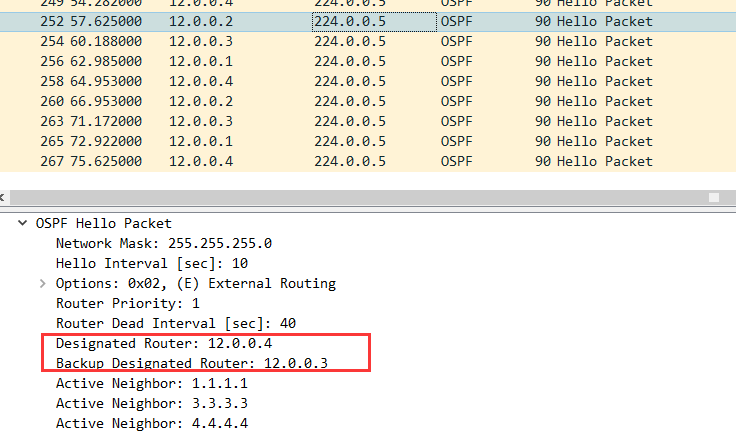 249 54.282000 12.0.0.4 224.0.0.5 OSPF 90 Hello Packet
252 57.625000 12.0.0.2 224.0.0.5 OSPF 90 Hello Packet
254 60.188000 12.0.0.3 224.0.0.5 OSPF 90 Hello Packet
256 62.985000 12.0.0.1 224.0.0.5 OSPF 90 Hello Packet
258 64.953000 12.0.0.4 224.0.0.5 OSPF 90 Hello Packet
260 66.953000 12.0.0.2 224.0.0.5 OSPF 90 Hello Packet
263 71.172000 12.0.0.3 224.0.0.5 OSPF 90 Hello Packet
265 72.922000 12.0.0.1 224.0.0.5 OSPF 90 Hello Packet
267 75.625000 12.0.0.4 224.0.0.5 OSPF 90 Hello Packet
OSPF Hello Packet
Network Mask: 255.255.255.0
Hello Interval [sec]: 10
Options: 0x02, (E) External Routing
Router Priority: 1
Router Dead Interval [sec]: 40
Designated Router: 12.0.0.4
Backup Designated Router: 12.0.0.3
Active Neighbor: 1.1.1.1
Active Neighbor: 3.3.3.3
Active Neighbor: 4.4.4.4